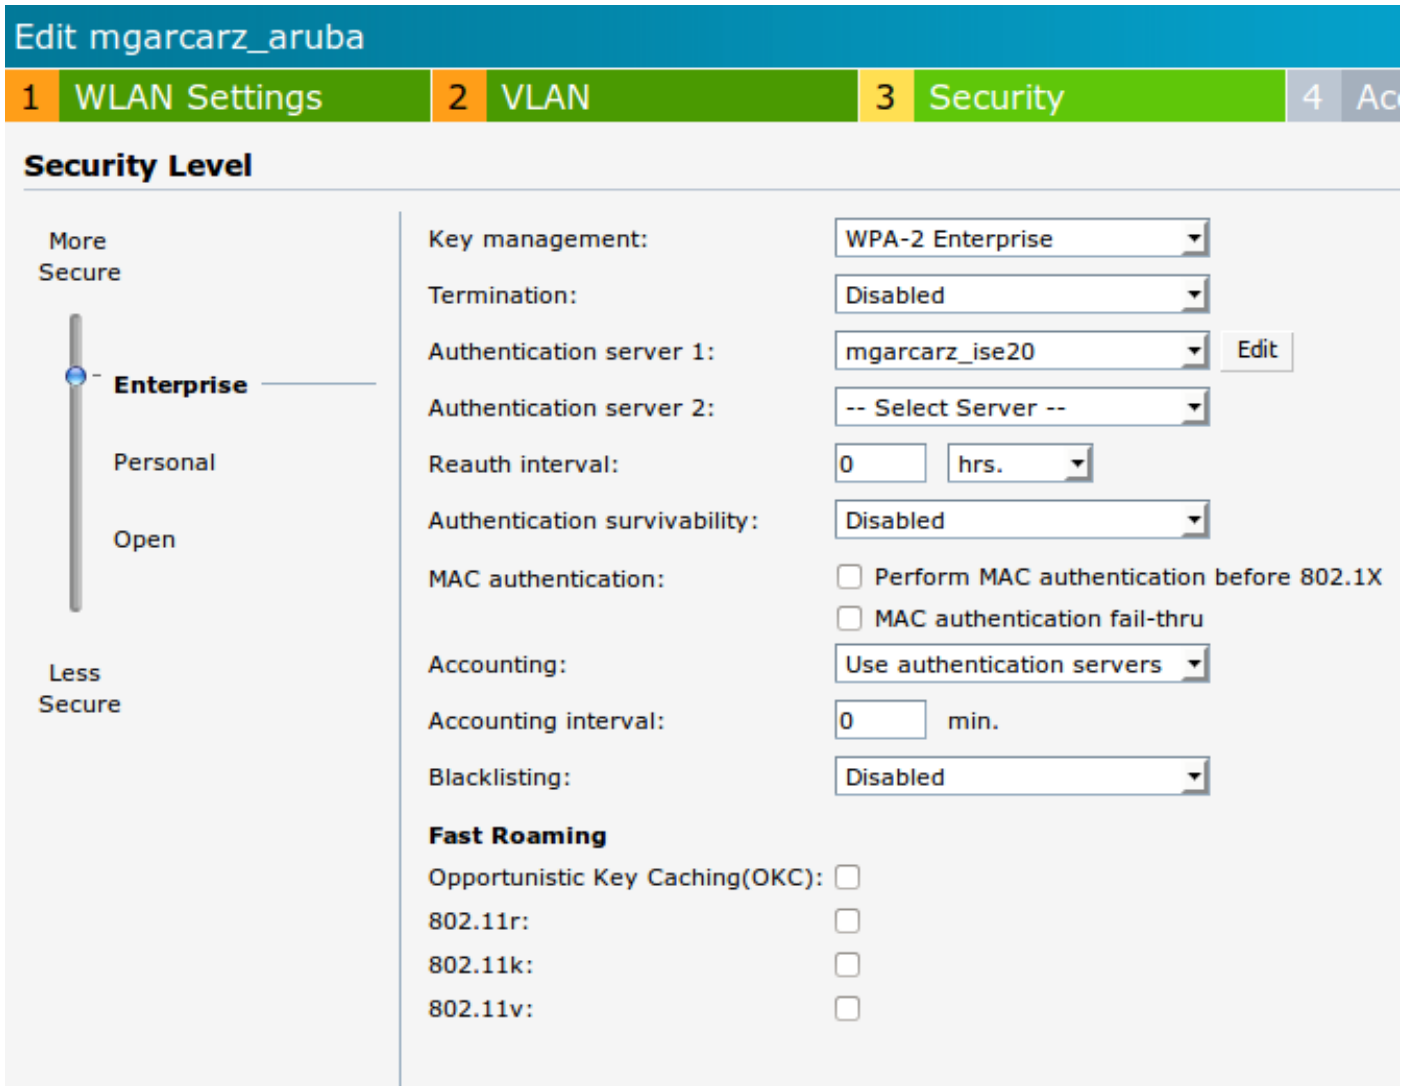 Edit mgarcarz_aruba
1 WLAN Settings 2 VLAN 3 Security 4
Security Level
More
Secure
Enterprise
Personal
Open
Less
Secure
Key management: WPA-2 Enterprise
Termination: Disabled
Authentication server 1: mgarcarz_ise20 Edit
Authentication server 2: -- Select Server --
Reauth interval: 0 hrs.
Authentication survivability: Disabled
MAC authentication: Perform MAC authentication before 802.1X
MAC authentication fail-thru
Accounting: Use authentication servers
Accounting interval: 0 min.
Blacklisting: Disabled
Fast Roaming
Opportunistic Key Caching(OKC):
802.11r:
802.11k:
802.11v: